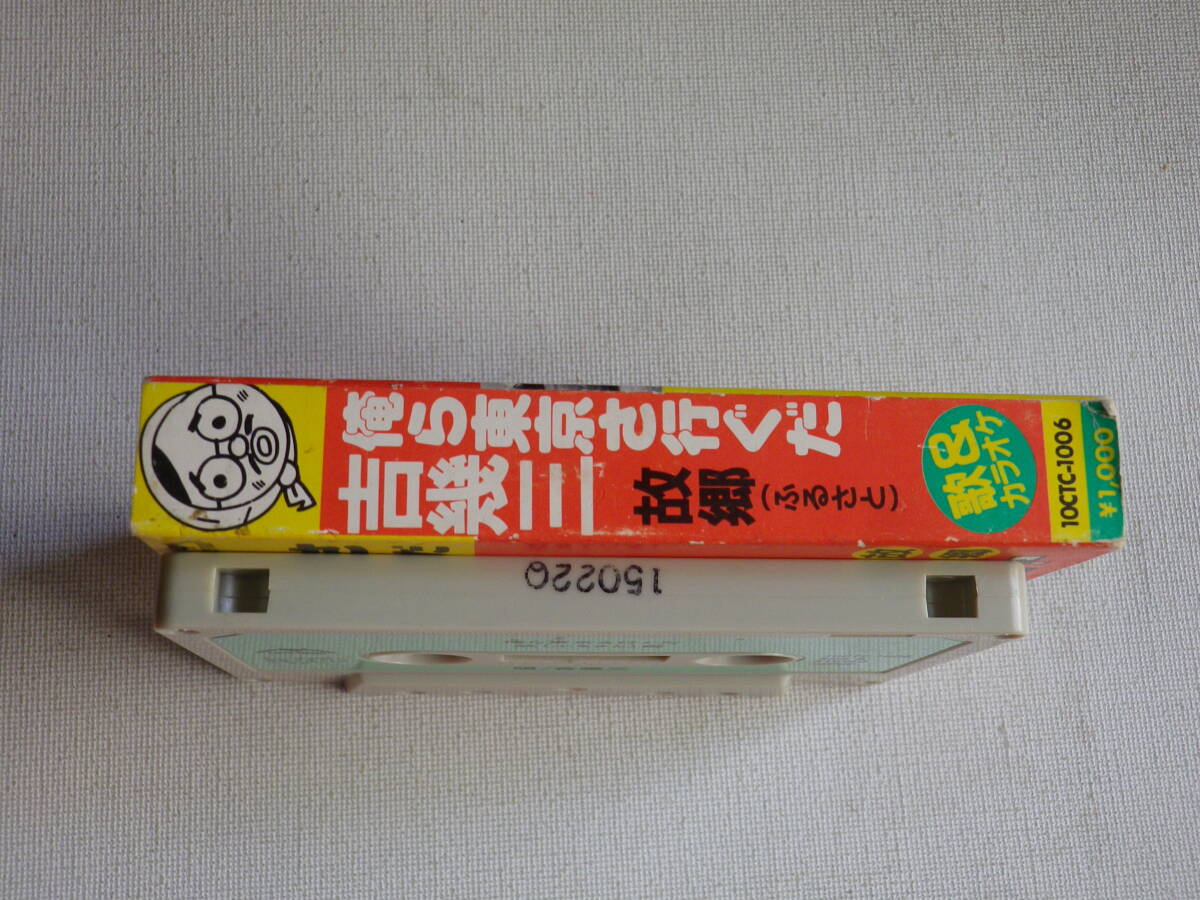 俺ら東京さ行ぐだ
吉幾三
故郷(ふるさと)
歌&
カラオケ
10CTC-1006
¥1,000
150220